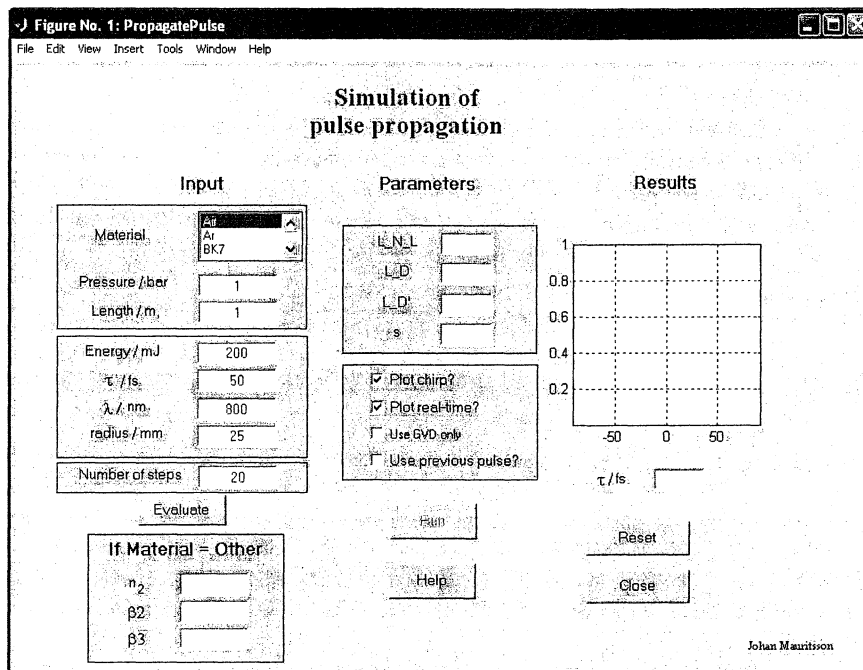 Figure No. 1: PropagatePulse
File Edit View Insert Tools Window Help
Simulation of
pulse propagation
Input
Material
Air
Ar
BK7
Pressure / bar 1
Length / m 1
Energy / mJ 200
τ / fs 50
λ / nm 800
radius / mm 25
Number of steps 20
Evaluate
If Material = Other
n2
β2
β3
Parameters
L_N_L
L_D
L_D'
s
Plot chirp?
Plot real-time?
Use GVD only
Use previous pulse?
Run
Help
Results
1
0.8
0.6
0.4
0.2
-50 0 50
τ / fs
Reset
Close
Johan Mauritsson